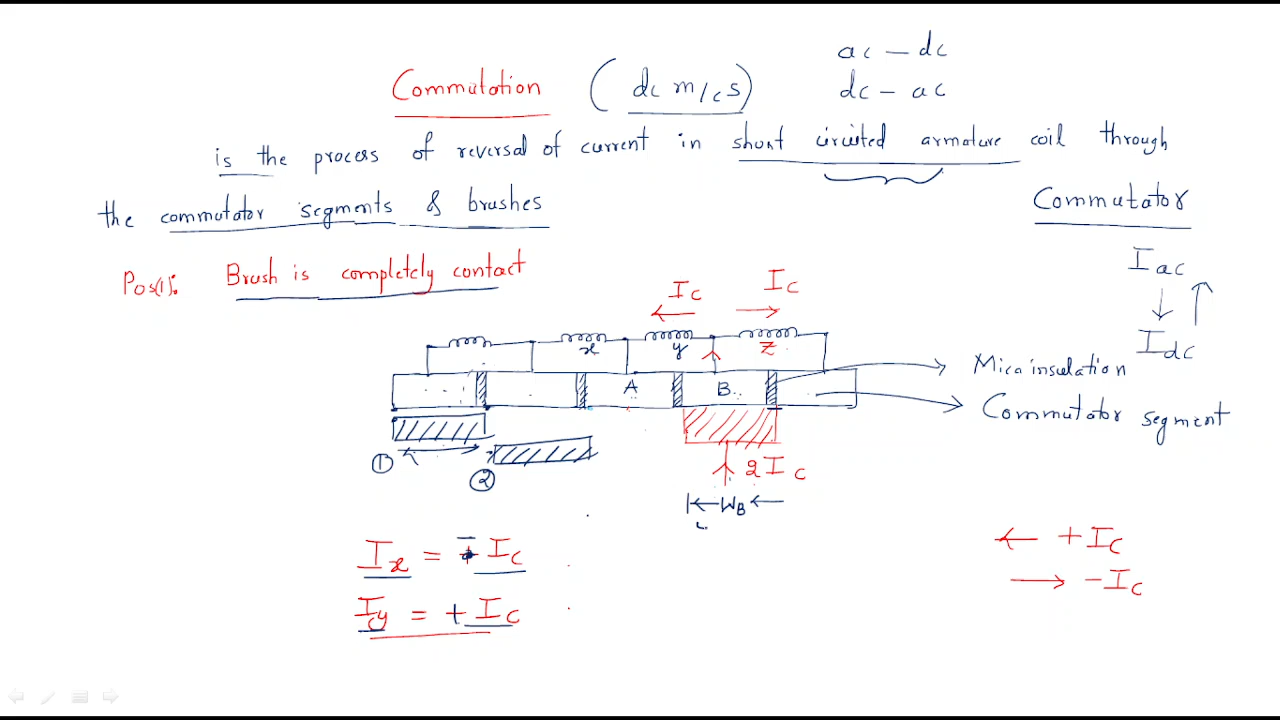 ac - dc
Commutation (dc m/cs) dc - ac
is the process of reversal of current in shunt circuited armature coil through
the commutator segments & brushes
Commutator
Pos(1): Brush is completely contact
Iac
Idc
Ic Ic
x y z
A B
Mica insulation
Commutator segment
① ②
2Ic
WB
Ix = Ic
Icy = + Ic
← +Ic
→ -Ic